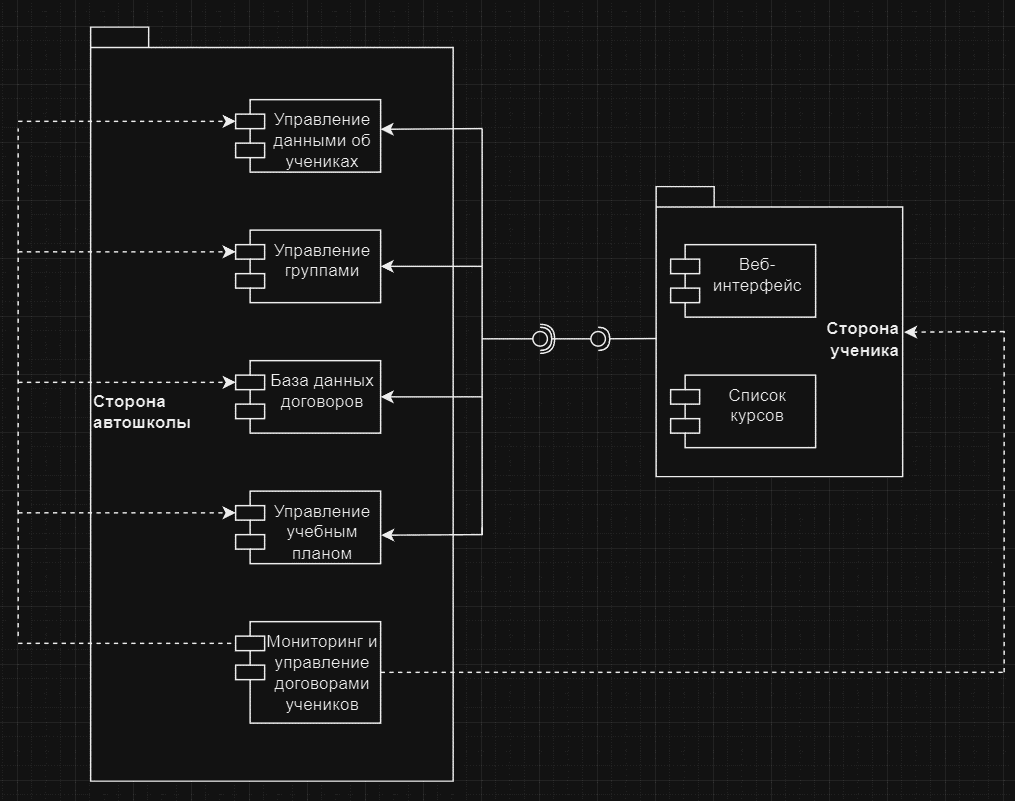 Управление
данными об
учениках
Управление
группами
База данных
договоров
Сторона
автошколы
Управление
учебным
планом
Мониторинг и
управление
договорами
учеников
Веб-
интерфейс
Сторона
ученика
Список
курсов